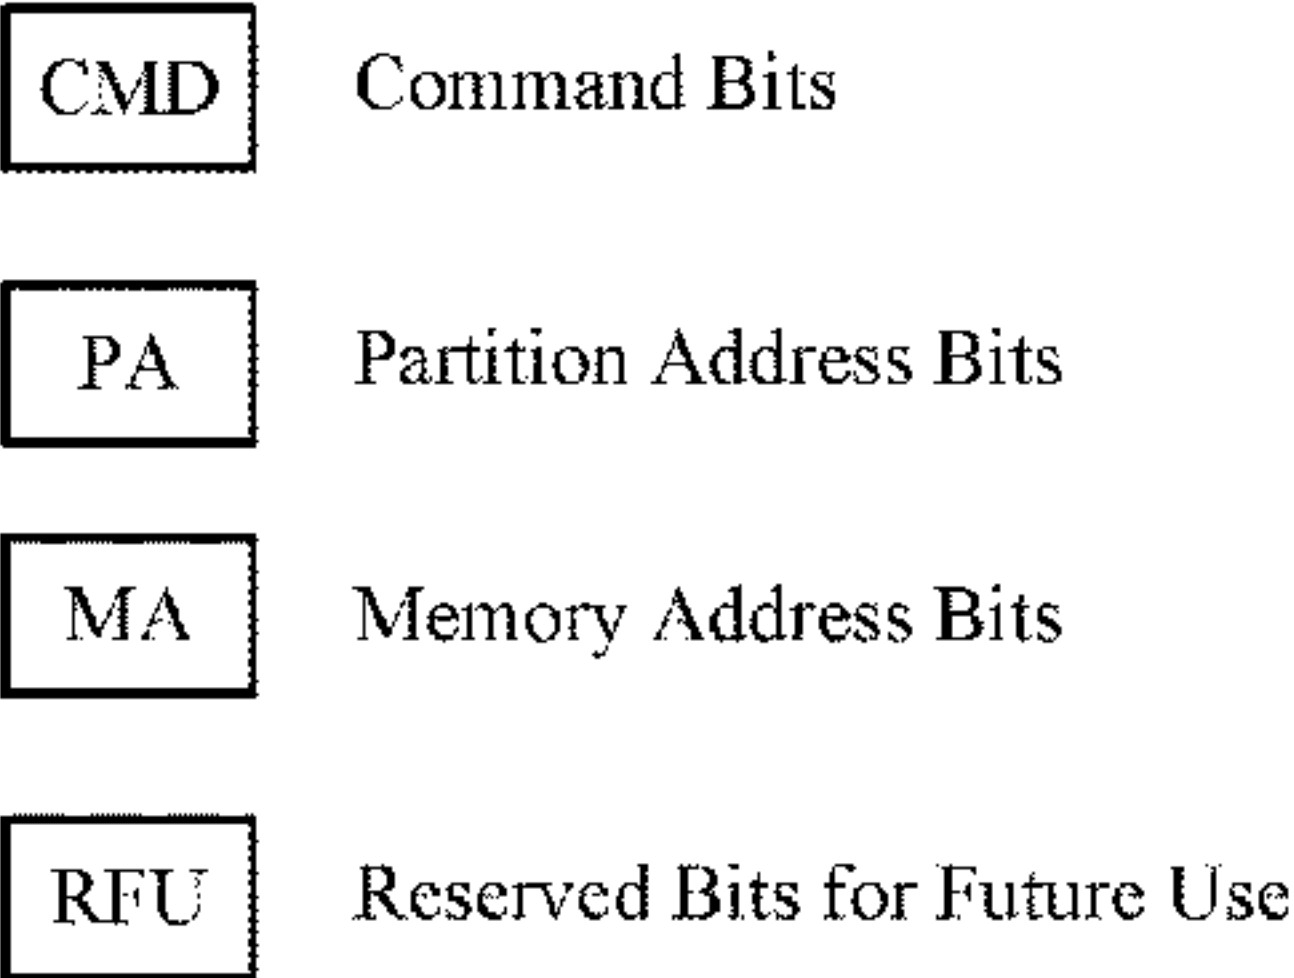 CMD Command Bits
PA Partition Address Bits
MA Memory Address Bits
RFU Reserved Bits for Future Use